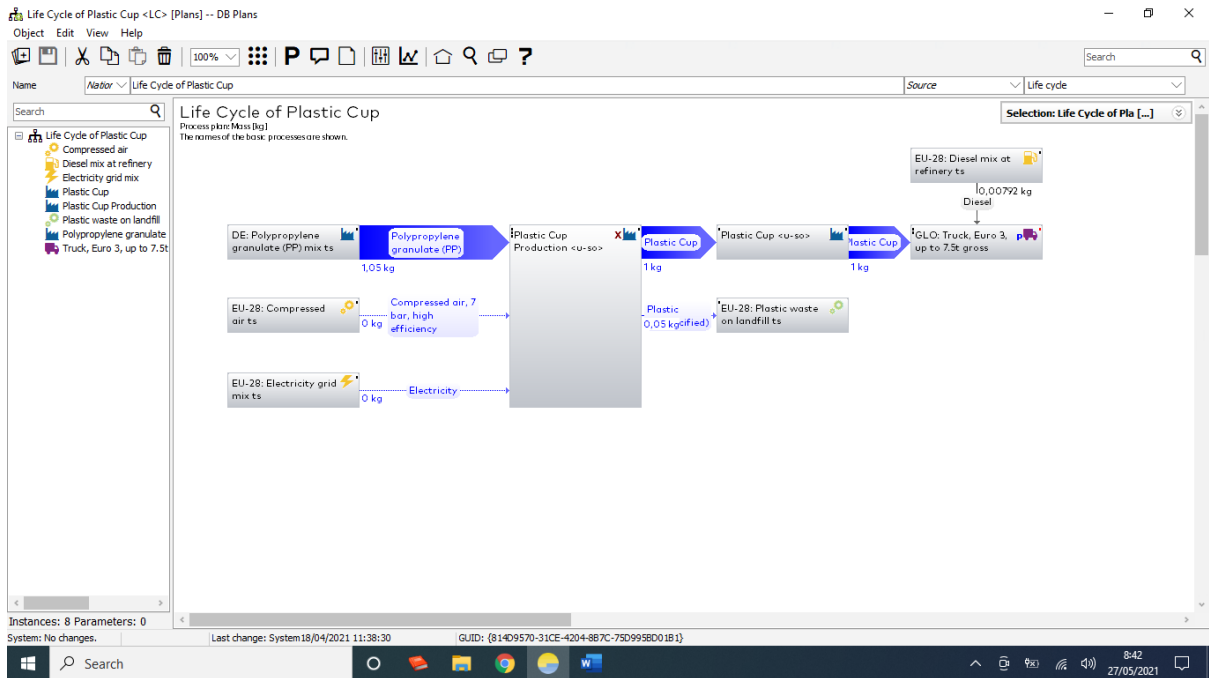 Life Cycle of Plastic Cup <LC> [Plans] -- DB Plans
Object Edit View Help
100%
P
?
Search
Name
Nation
Life Cycle of Plastic Cup
Source
Life cycle
Search
Life Cycle of Plastic Cup
Compressed air
Diesel mix at refinery
Electricity grid mix
Plastic Cup
Plastic Cup Production
Plastic waste on landfill
Polypropylene granulate
Truck, Euro 3, up to 7.5t
Life Cycle of Plastic Cup
Process plan: Mass [kg]
The names of the basic processes are shown.
Selection: Life Cycle of Pla [...]
EU-28: Diesel mix at
refinery ts
0,00792 kg
Diesel
DE: Polypropylene
granulate (PP) mix ts
Polypropylene
granulate (PP)
1,05 kg
Plastic Cup
Production <u-so>
X
Plastic Cup
1 kg
Plastic Cup <u-so>
lastic Cup
1 kg
GLO: Truck, Euro 3,
up to 7.5t gross
p
EU-28: Compressed
air ts
0 kg
Compressed air, 7
bar, high
efficiency
Plastic
0,05 kg cified)
EU-28: Plastic waste
on landfill ts
EU-28: Electricity grid
mix ts
0 kg
Electricity
Instances: 8 Parameters: 0
System: No changes.
Last change: System 18/04/2021 11:38:30
GUID: {814D9570-31CE-4204-8B7C-75D995BD01B1}
Search
8:42
27/05/2021